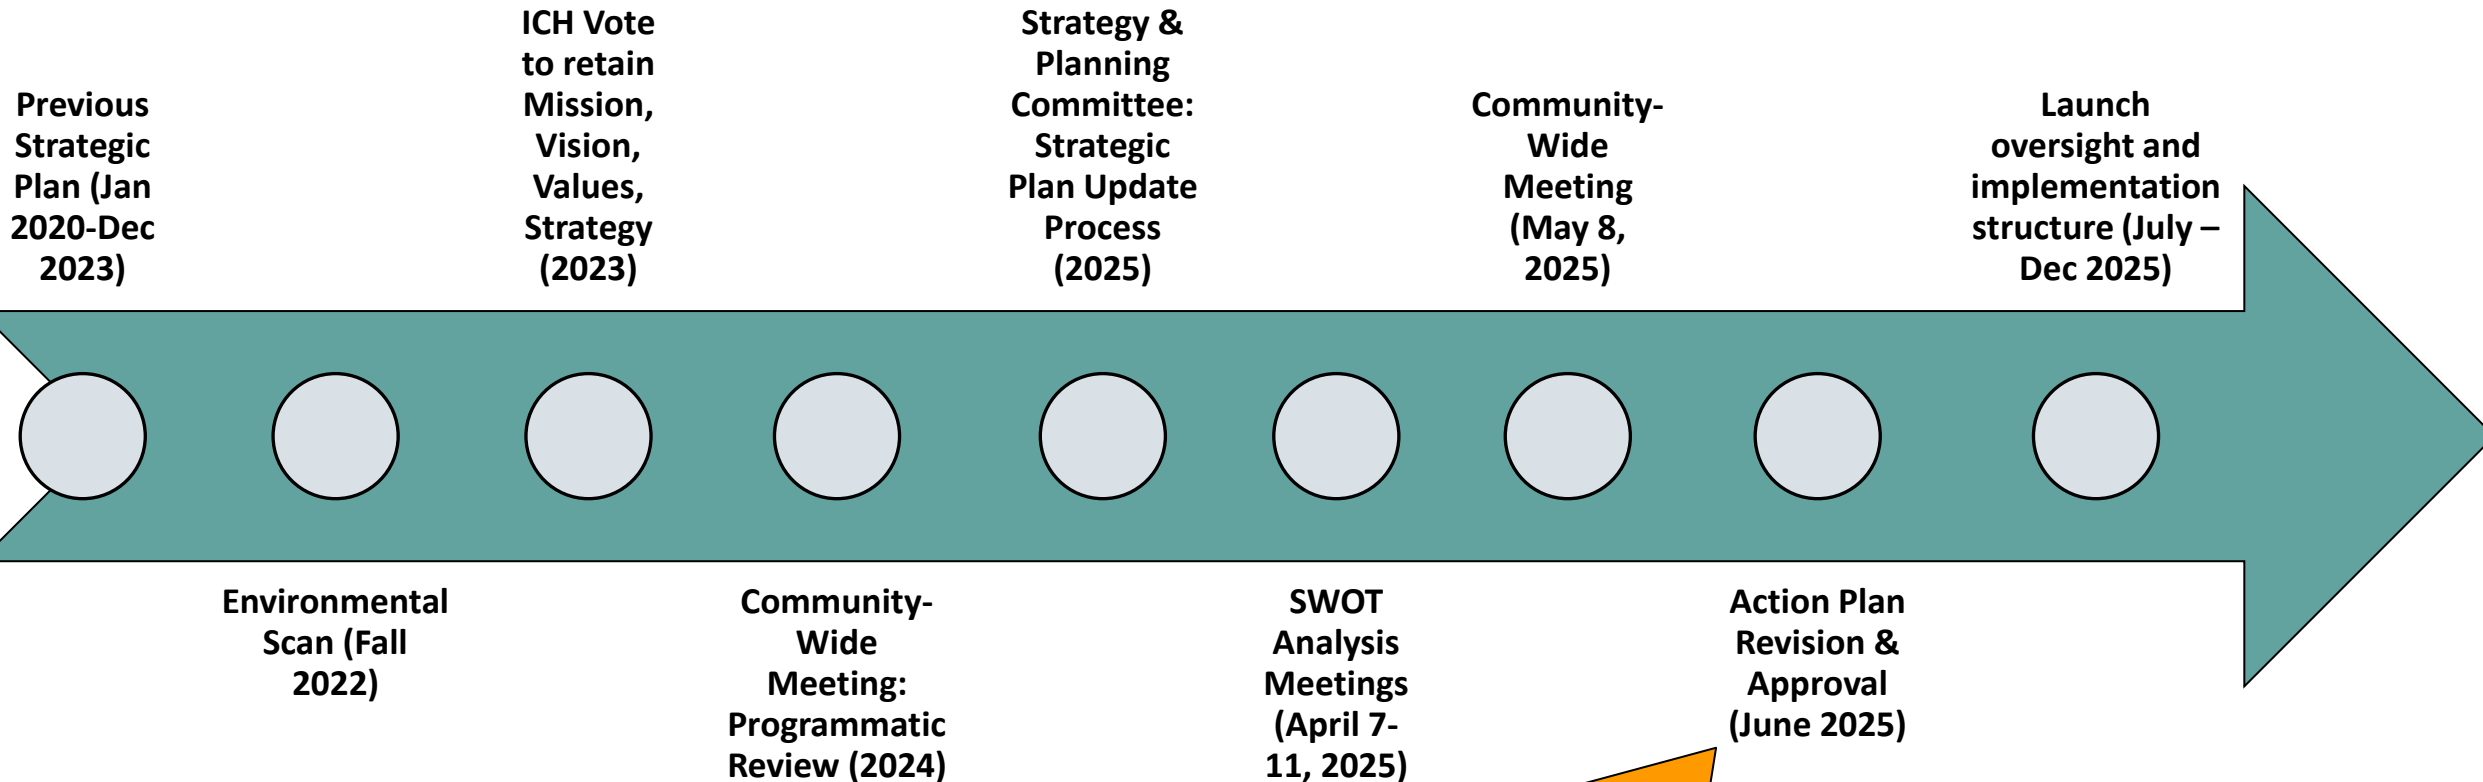 Previous
Strategic
Plan (Jan
2020-Dec
2023)
Environmental
Scan (Fall
2022)
ICH Vote
to retain
Mission,
Vision,
Values,
Strategy
(2023)
Community-
Wide
Meeting:
Programmatic
Review (2024)
Strategy &
Planning
Committee:
Strategic
Plan Update
Process
(2025)
SWOT
Analysis
Meetings
(April 7-
11, 2025)
Community-
Wide
Meeting
(May 8,
2025)
Action Plan
Revision &
Approval
(June 2025)
Launch
oversight and
implementation
structure (July –
Dec 2025)